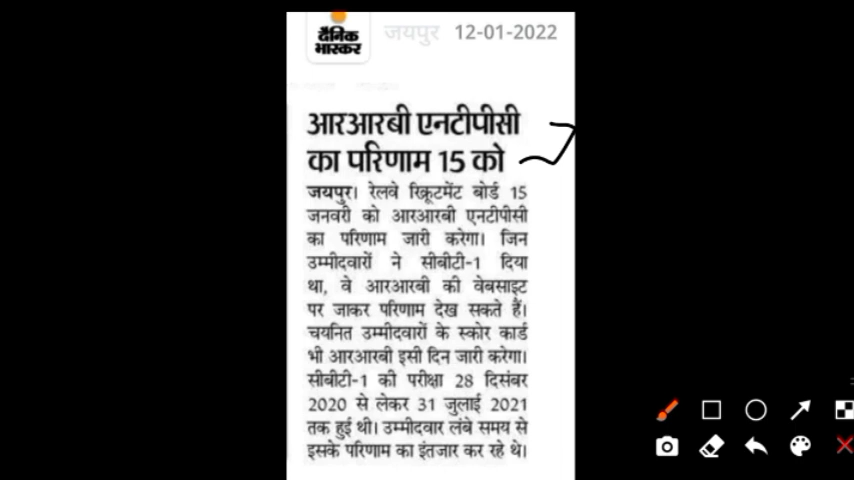 दैनिक
भास्कर
जयपुर 12-01-2022
आरआरबी एनटीपीसी
का परिणाम 15 को
जयपुर। रेलवे रिक्रूटमेंट बोर्ड 15
जनवरी को आरआरबी एनटीपीसी
का परिणाम जारी करेगा। जिन
उम्मीदवारों ने सीबीटी-1 दिया
था, वे आरआरबी की वेबसाइट
पर जाकर परिणाम देख सकते हैं।
चयनित उम्मीदवारों के स्कोर कार्ड
भी आरआरबी इसी दिन जारी करेगा।
सीबीटी-1 की परीक्षा 28 दिसंबर
2020 से लेकर 31 जुलाई 2021
तक हुई थी। उम्मीदवार लंबे समय से
इसके परिणाम का इंतजार कर रहे थे।